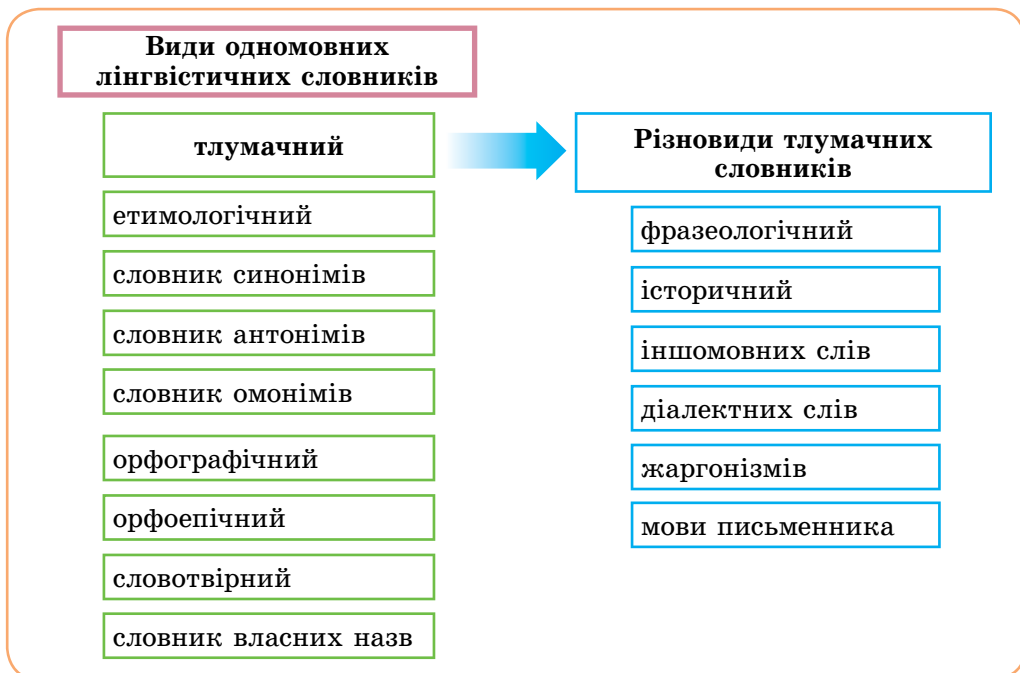 Види одномовних
лінгвістичних словників
тлумачний
етимологічний
словник синонімів
словник антонімів
словник омонімів
орфографічний
орфоепічний
словотвірний
словник власних назв
Різновиди тлумачних
словників
фразеологічний
історичний
іншомовних слів
діалектних слів
жаргонізмів
мови письменника